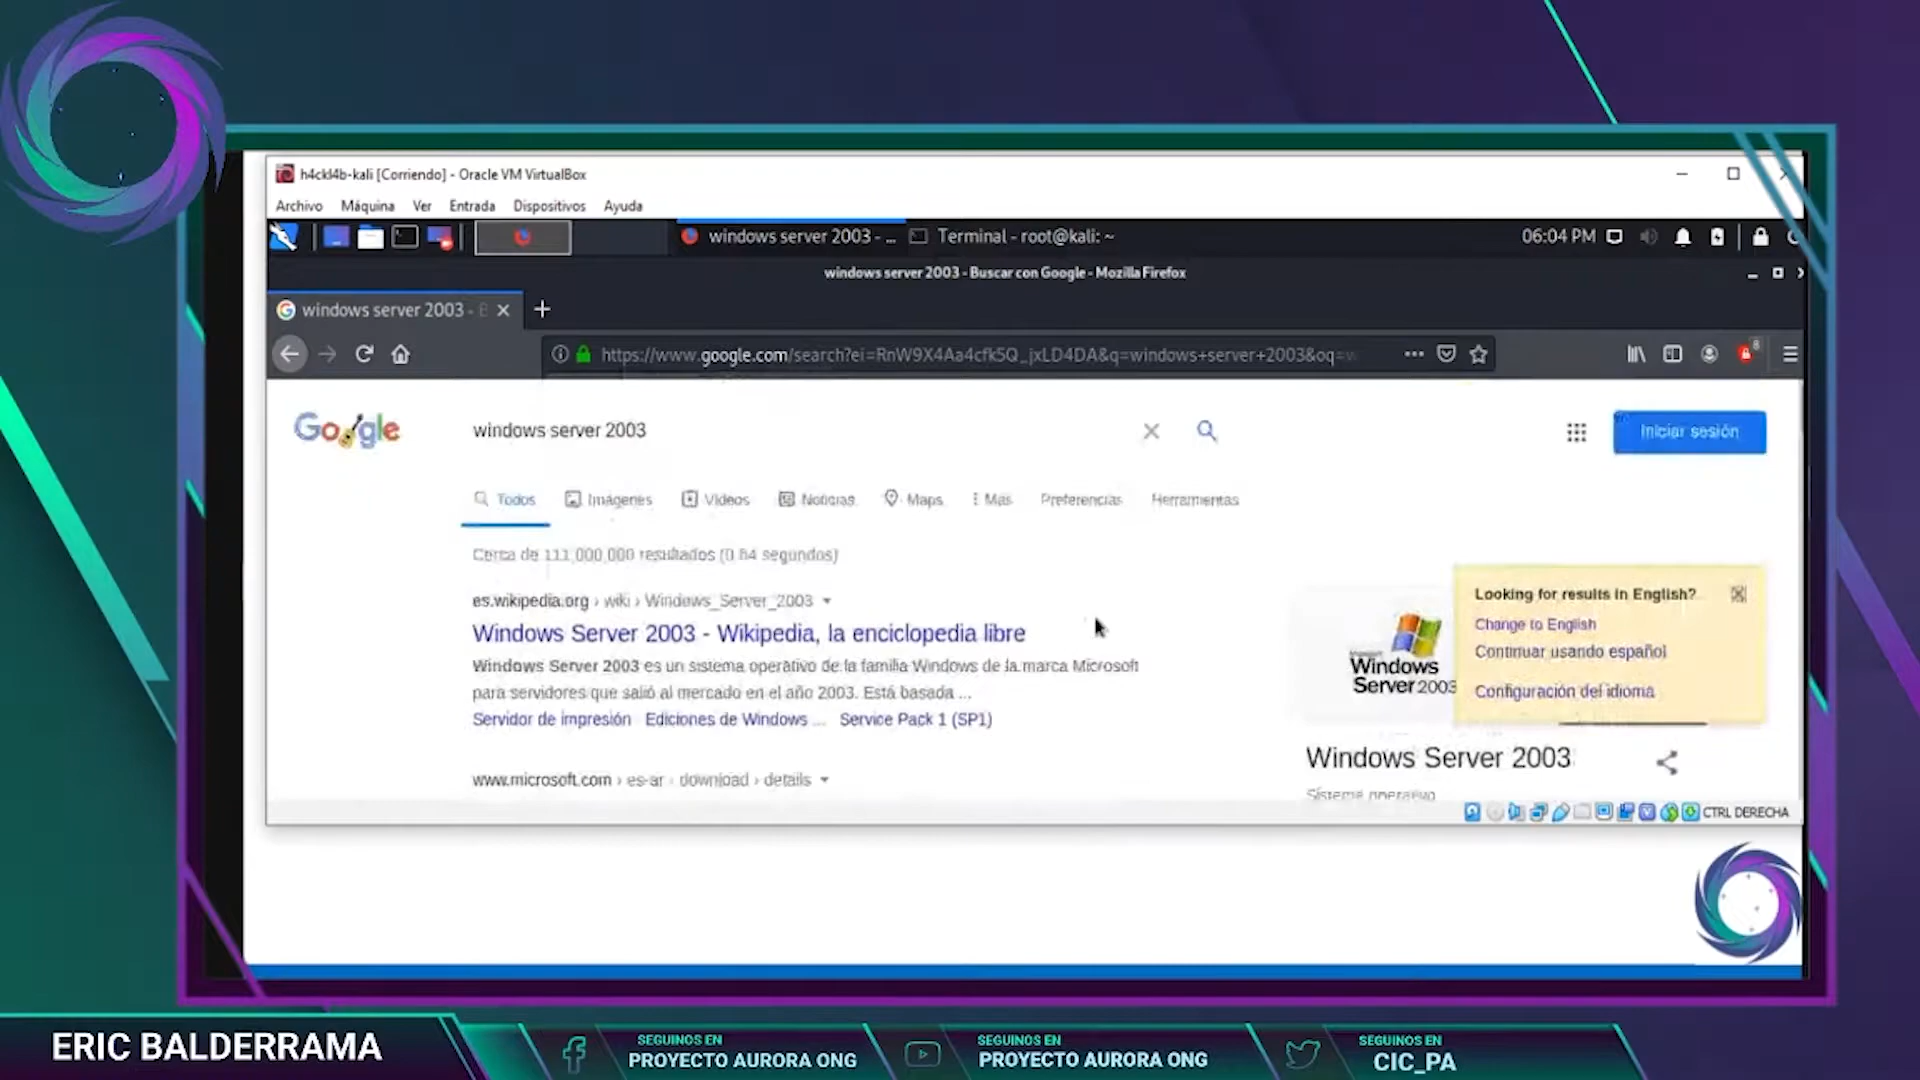 h4ckl4b-kali [Corriendo] - Oracle VM VirtualBox
Archivo Máquina Ver Entrada Dispositivos Ayuda
windows server 2003 - ... Terminal - root@kali: ~ 06:04 PM
windows server 2003 - Buscar con Google - Mozilla Firefox
windows server 2003 - B
https://www.google.com/search?ei=RnW9X4Aa4cfk5Q_jxLD4DA&q=windows+server+2003&oq=w
8
Google windows server 2003 Iniciar sesión
Todos Imágenes Videos Noticias Maps Más Preferencias Herramientas
Cerca de 111,000,000 resultados (0.64 segundos)
es.wikipedia.org › wiki › Windows_Server_2003
Windows Server 2003 - Wikipedia, la enciclopedia libre
Windows Server 2003 es un sistema operativo de la familia Windows de la marca Microsoft
para servidores que salió al mercado en el año 2003. Está basada ...
Servidor de impresión Ediciones de Windows ... Service Pack 1 (SP1)
www.microsoft.com › es-ar › download › details
Looking for results in English?
Change to English
Continuar usando español
Configuración del idioma
Windows
Server 2003
Windows Server 2003
Sistema operativo
CTRL DERECHA
ERIC BALDERRAMA
SEGUINOS EN
PROYECTO AURORA ONG
SEGUINOS EN
PROYECTO AURORA ONG
SEGUINOS EN
CIC_PA